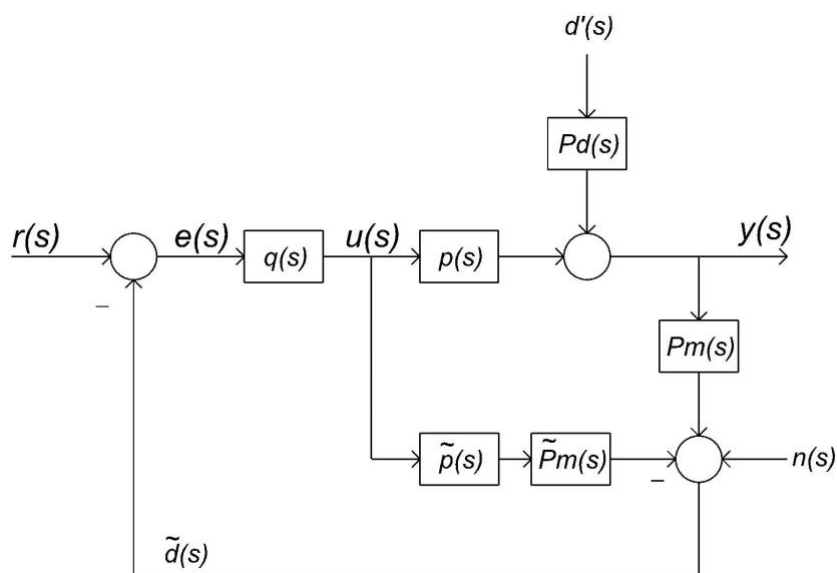 d'(s)
Pd(s)
r(s)
e(s)
q(s)
u(s)
p(s)
y(s)
–
Pm(s)
p̃(s)
P̃m(s)
–
n(s)
d̃(s)